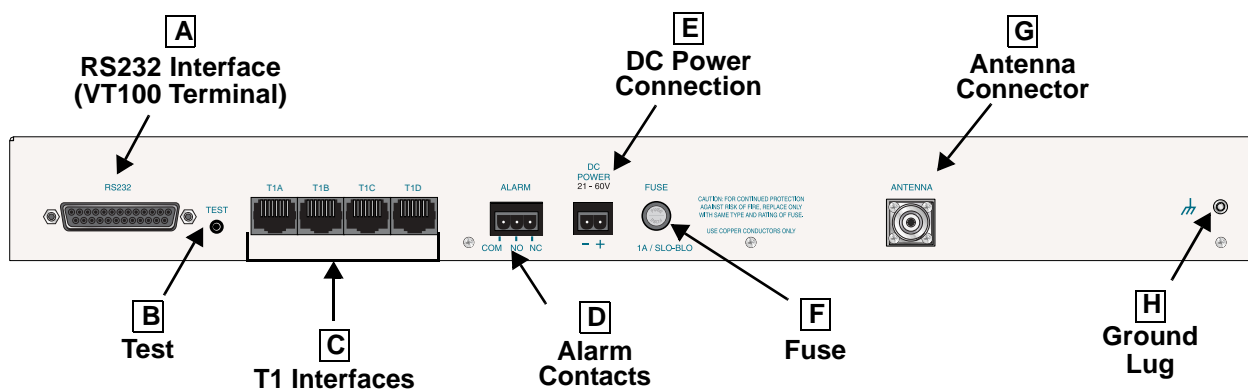 A
RS232 Interface
(VT100 Terminal)
E
DC Power
Connection
G
Antenna
Connector
RS232
TEST
T1A T1B T1C T1D
ALARM
COM NO NC
DC
POWER
21 - 60V
- +
FUSE
1A / SLO-BLO
CAUTION: FOR CONTINUED PROTECTION
AGAINST RISK OF FIRE, REPLACE ONLY
WITH SAME TYPE AND RATING OF FUSE.
USE COPPER CONDUCTORS ONLY
ANTENNA
B
Test
C
T1 Interfaces
D
Alarm
Contacts
F
Fuse
H
Ground
Lug